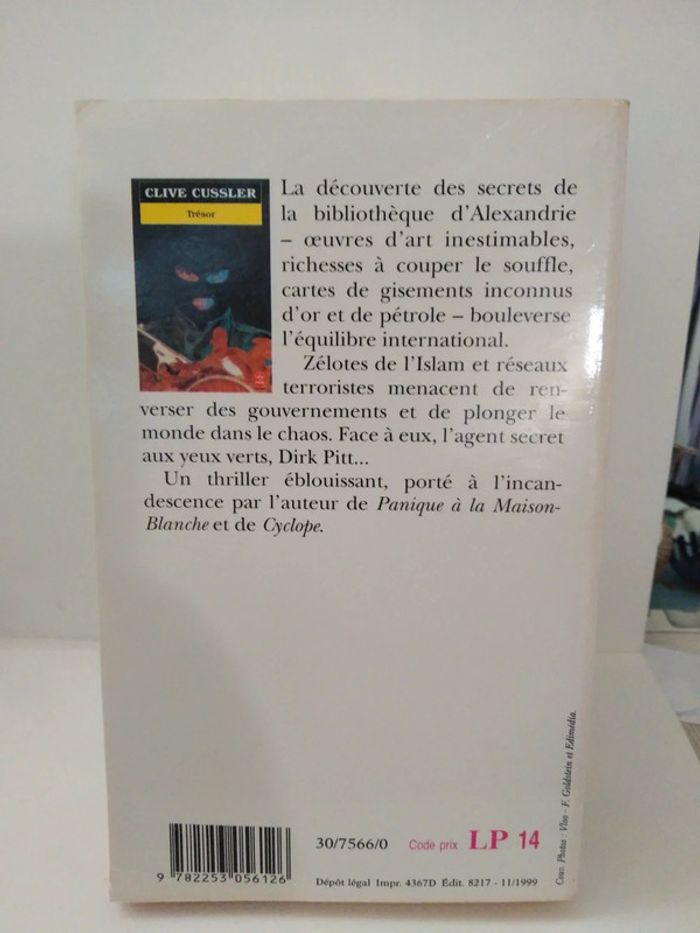 CLIVE CUSSLER
Trésor
La découverte des secrets de
la bibliothèque d'Alexandrie
– œuvres d'art inestimables,
richesses à couper le souffle,
cartes de gisements inconnus
d'or et de pétrole – bouleverse
l'équilibre international.
Zélotes de l'Islam et réseaux
terroristes menacent de ren-
verser des gouvernements et de plonger le
monde dans le chaos. Face à eux, l'agent secret
aux yeux verts, Dirk Pitt...
Un thriller éblouissant, porté à l'incan-
descence par l'auteur de Panique à la Maison-
Blanche et de Cyclope.
Couv. Photos : Vloo - F. Goldstein et Edimédia.
9 782253 056126
30/7566/0 Code prix LP 14
Dépôt légal Impr. 4367D Édit. 8217 - 11/1999